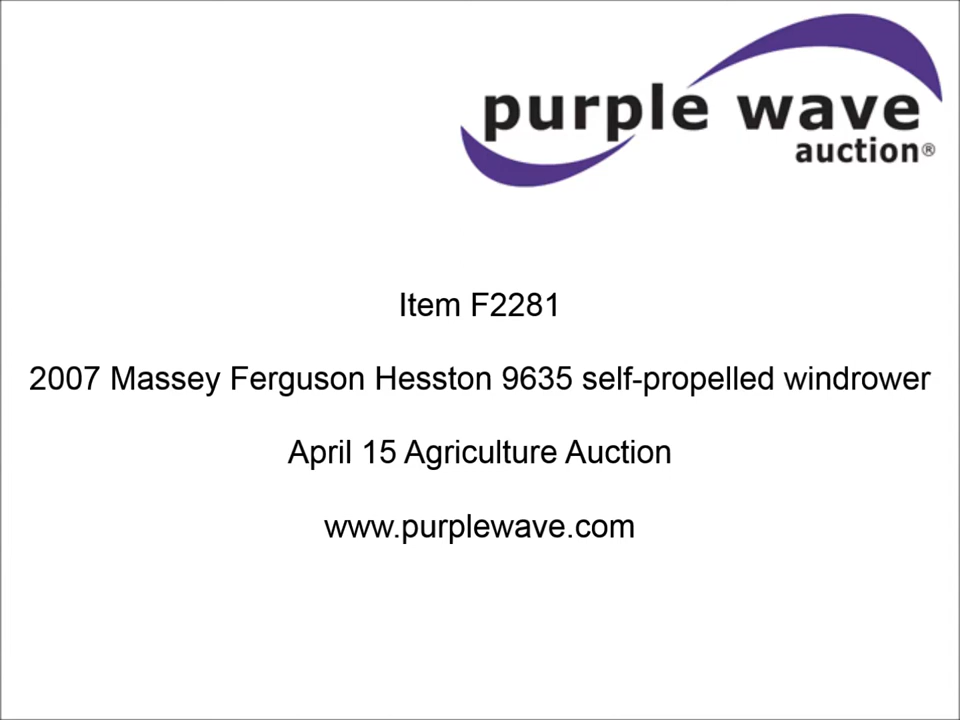 purple wave
auction®
Item F2281
2007 Massey Ferguson Hesston 9635 self-propelled windrower
April 15 Agriculture Auction
www.purplewave.com